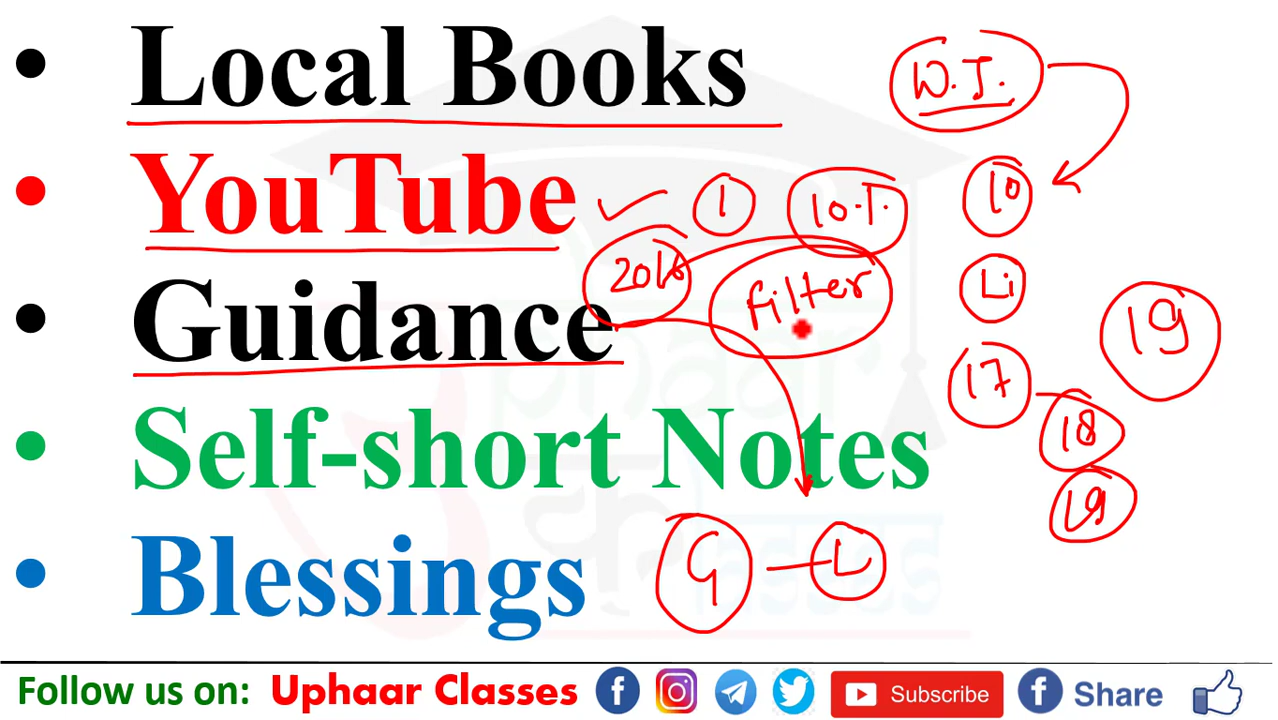 • Local Books
W.J.
• YouTube
1
10.T.
10
2016
filter
Li
• Guidance
19
17
18
• Self-short Notes
19
• Blessings
G — L
Follow us on: Uphaar Classes
Subscribe
Share